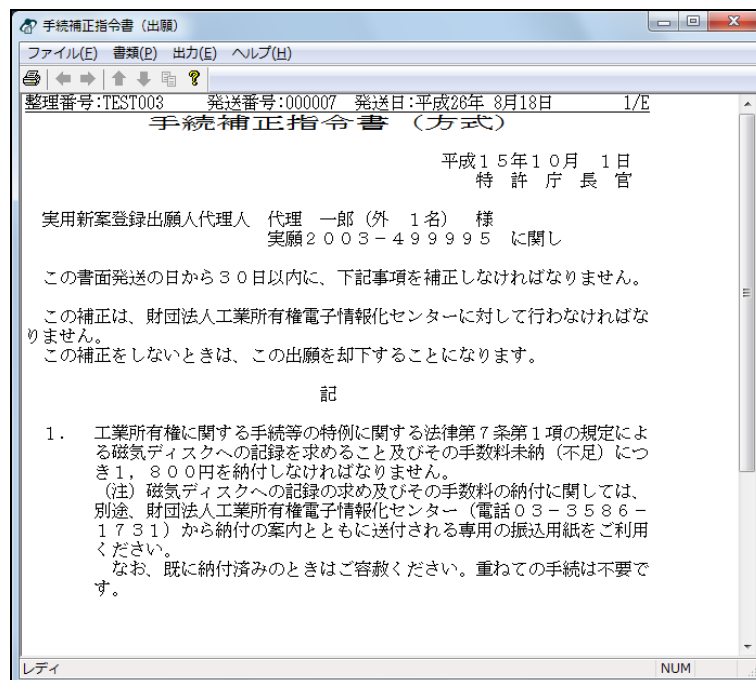 手続補正指令書（出願）
ファイル(F) 書類(P) 出力(E) ヘルプ(H)
整理番号:TEST003 発送番号:000007 発送日:平成26年 8月18日 1/E
手続補正指令書（方式）
平成１５年１０月　１日
特　許　庁　長　官
実用新案登録出願人代理人　代理　一郎（外　１名）　様
実願２００３－４９９９９５　に関し
この書面発送の日から３０日以内に、下記事項を補正しなければなりません。
この補正は、財団法人工業所有権電子情報化センターに対して行わなければな
りません。
この補正をしないときは、この出願を却下することになります。
記
１．　工業所有権に関する手続等の特例に関する法律第７条第１項の規定によ
る磁気ディスクへの記録を求めること及びその手数料未納（不足）につ
き１，８００円を納付しなければなりません。
（注）磁気ディスクへの記録の求め及びその手数料の納付に関しては、
別途、財団法人工業所有権電子情報化センター（電話０３－３５８６－
１７３１）から納付の案内とともに送付される専用の振込用紙をご利用
ください。
なお、既に納付済みのときはご容赦ください。重ねての手続は不要で
す。
レディ NUM